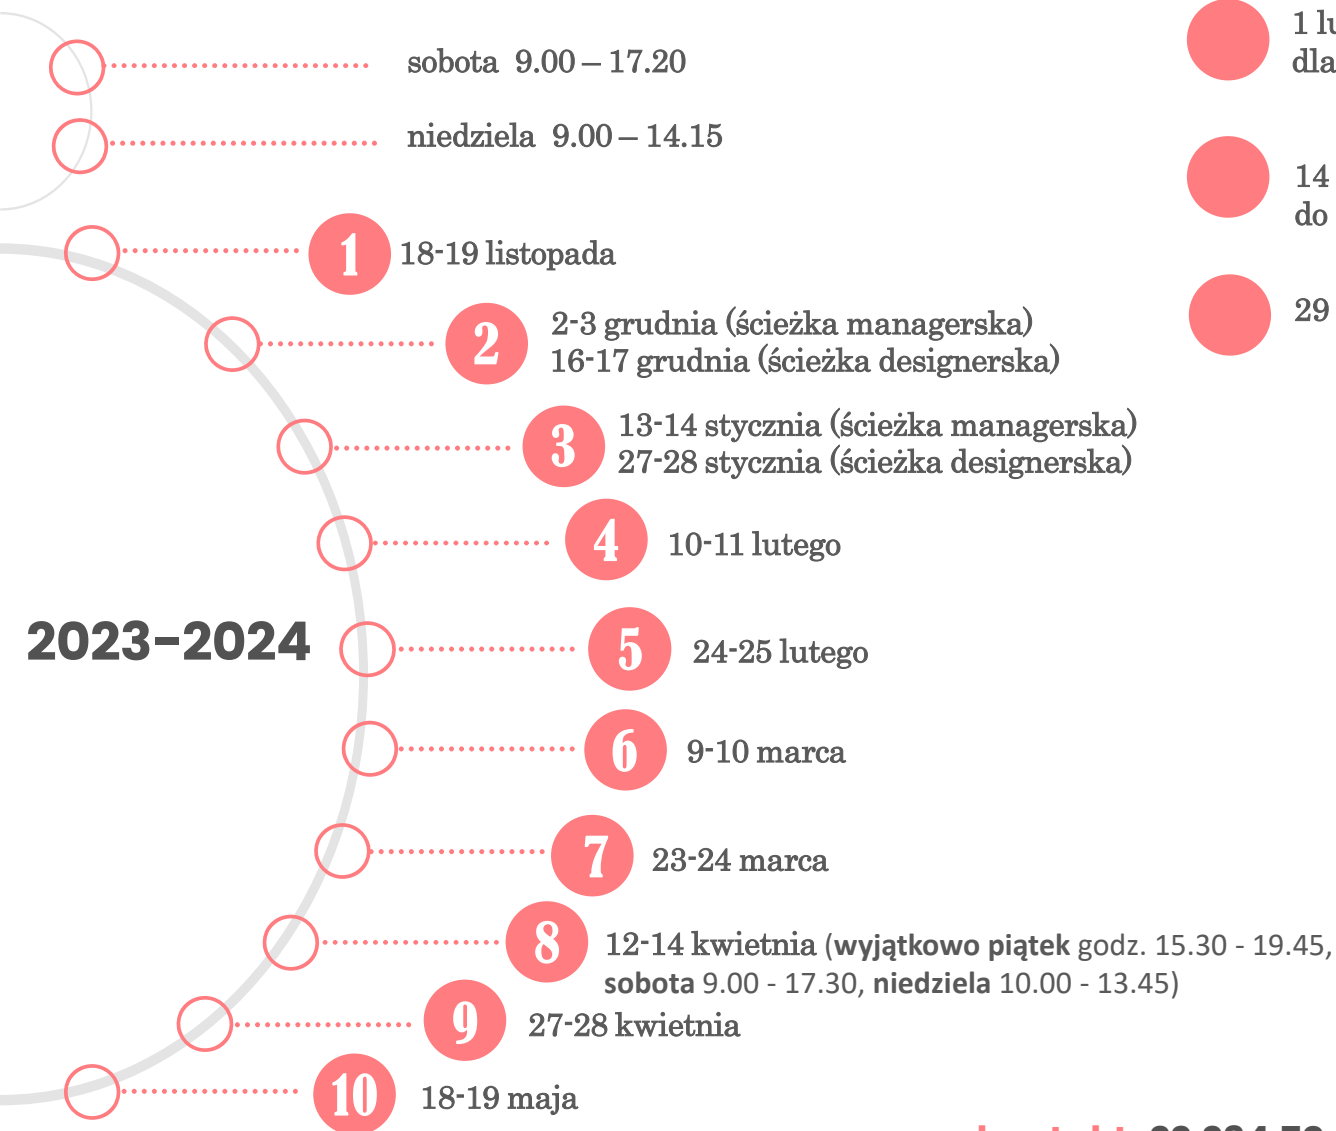 sobota 9.00 – 17.20
niedziela 9.00 – 14.15
1 18-19 listopada
2 2-3 grudnia (ścieżka managerska)
16-17 grudnia (ścieżka designerska)
3 13-14 stycznia (ścieżka managerska)
27-28 stycznia (ścieżka designerska)
4 10-11 lutego
2023-2024
5 24-25 lutego
6 9-10 marca
7 23-24 marca
8 12-14 kwietnia (wyjątkowo piątek godz. 15.30 - 19.45,
sobota 9.00 - 17.30, niedziela 10.00 - 13.45)
9 27-28 kwietnia
10 18-19 maja
1
dla
14
do
29